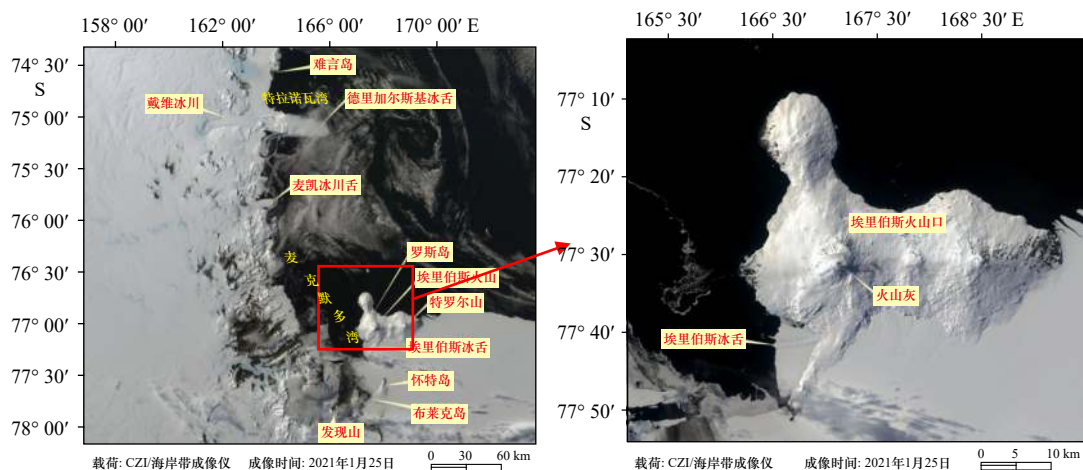 158° 00′ 162° 00′ 166° 00′ 170° 00′ E
74° 30′
S
75° 00′
75° 30′
76° 00′
76° 30′
77° 00′
77° 30′
78° 00′
难言岛
特拉诺瓦湾
戴维冰川
德里加尔斯基冰舌
麦凯冰川舌
麦克默多湾
罗斯岛
埃里伯斯火山
特罗尔山
埃里伯斯冰舌
怀特岛
布莱克岛
发现山
载荷: CZI/海岸带成像仪 成像时间: 2021年1月25日
0 30 60 km
165° 30′ 166° 30′ 167° 30′ 168° 30′ E
77° 10′
S
77° 20′
77° 30′
77° 40′
77° 50′
埃里伯斯火山口
火山灰
埃里伯斯冰舌
载荷: CZI/海岸带成像仪 成像时间: 2021年1月25日
0 5 10 km